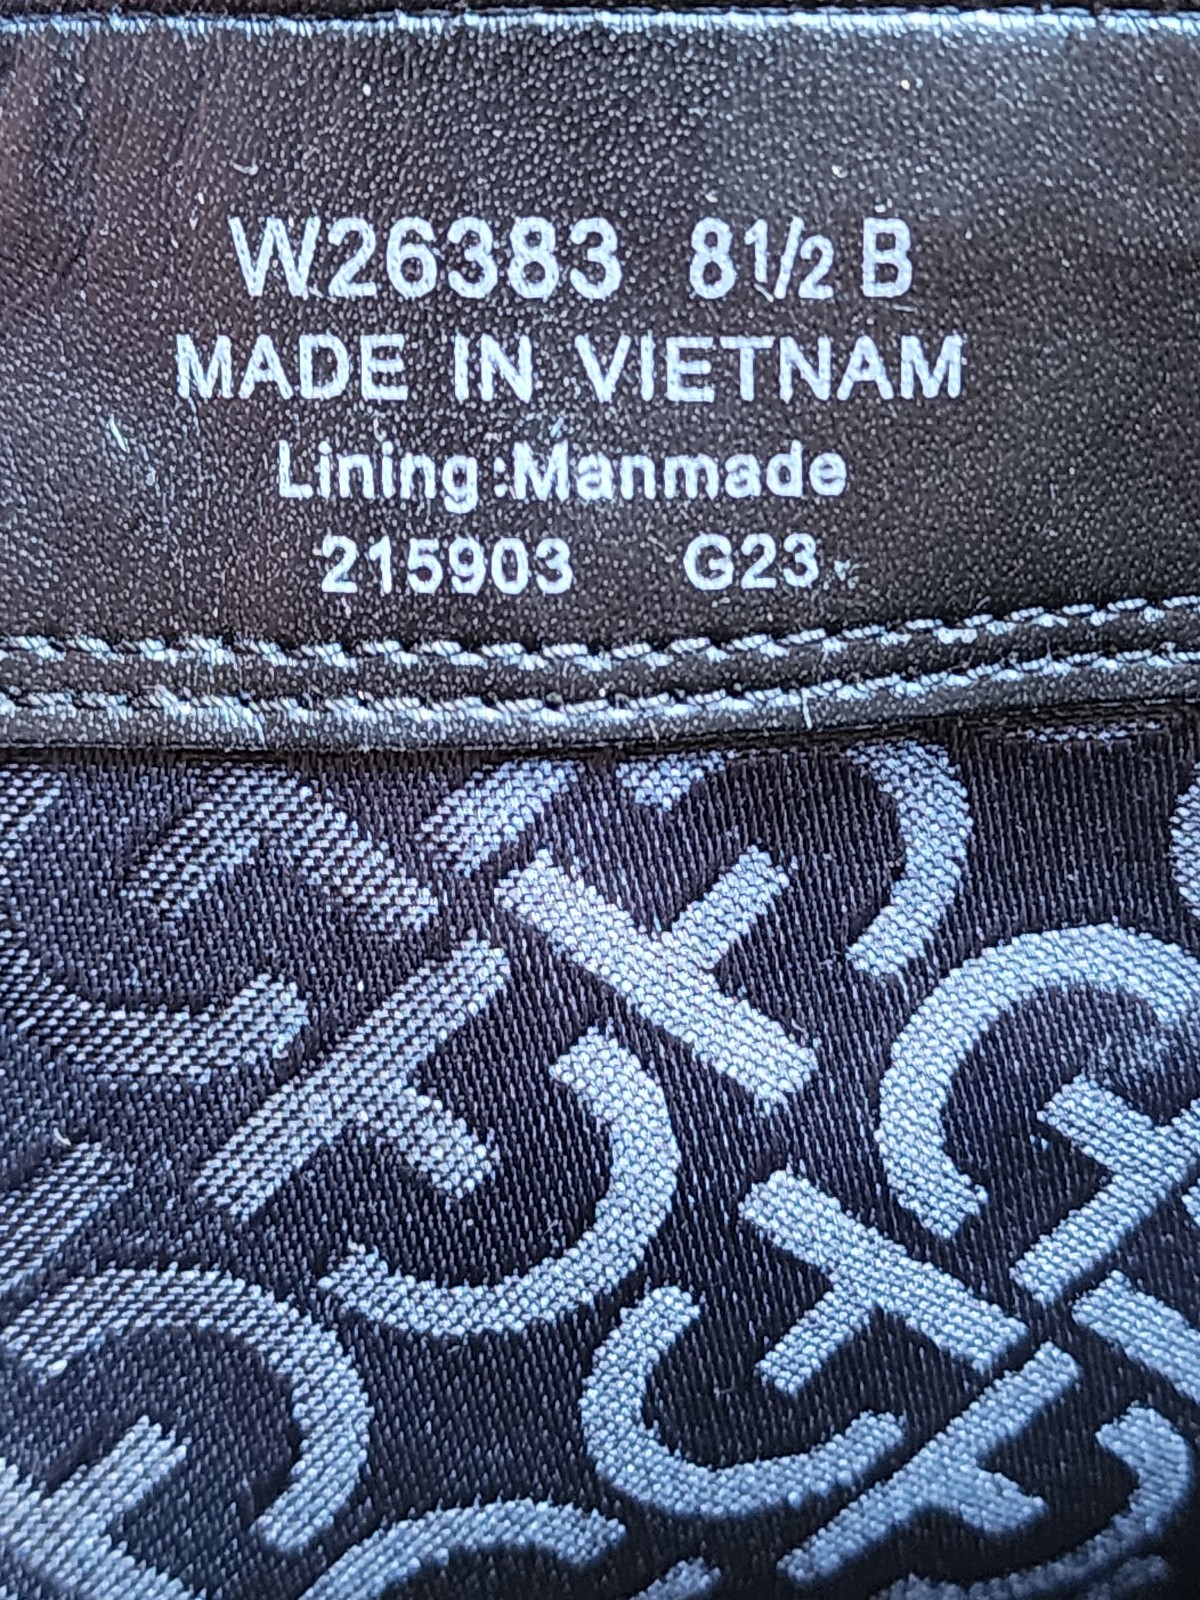 W26383 8½ B
MADE IN VIETNAM
Lining:Manmade
215903 G23